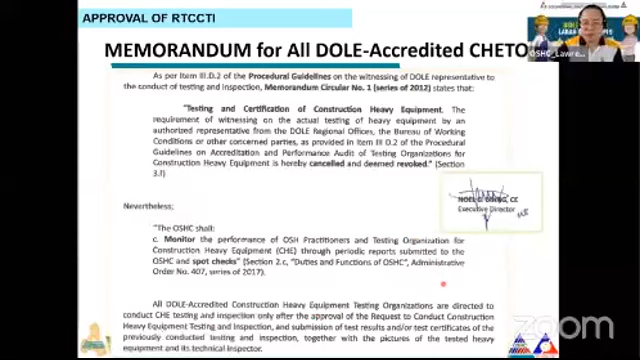 APPROVAL OF RTCCTI
MEMORANDUM for All DOLE-Accredited CHETO
OSHC_Lawre
As per Item III.D.2 of the Procedural Guidelines on the witnessing of DOLE representative to
the conduct of testing and inspection, Memorandum Circular No. 1 (series of 2012) states that:
"Testing and Certification of Construction Heavy Equipment. The
requirement of witnessing on the actual testing of heavy equipment by an
authorized representative from the DOLE Regional Offices, the Bureau of Working
Conditions or other concerned parties, as provided in Item III D.2 of the Procedural
Guidelines on Accreditation and Performance Audit of Testing Organizations for
Construction Heavy Equipment is hereby cancelled and deemed revoked." (Section
3.f)
Nevertheless,
Executive Director
"The OSHC shall:
c. Monitor the performance of OSH Practitioners and Testing Organization for
Construction Heavy Equipment (CHE) through periodic reports submitted to the
OSHC and spot checks" (Section 2.c, "Duties and Functions of OSHC", Administrative
Order No. 407, series of 2017).
All DOLE-Accredited Construction Heavy Equipment Testing Organizations are directed to
conduct CHE testing and inspection only after the approval of the Request to Conduct Construction
Heavy Equipment Testing and Inspection, and submission of test results and/or test certificates of the
previously conducted testing and inspection, together with the pictures of the tested heavy
equipment and its technical inspector.
zoom